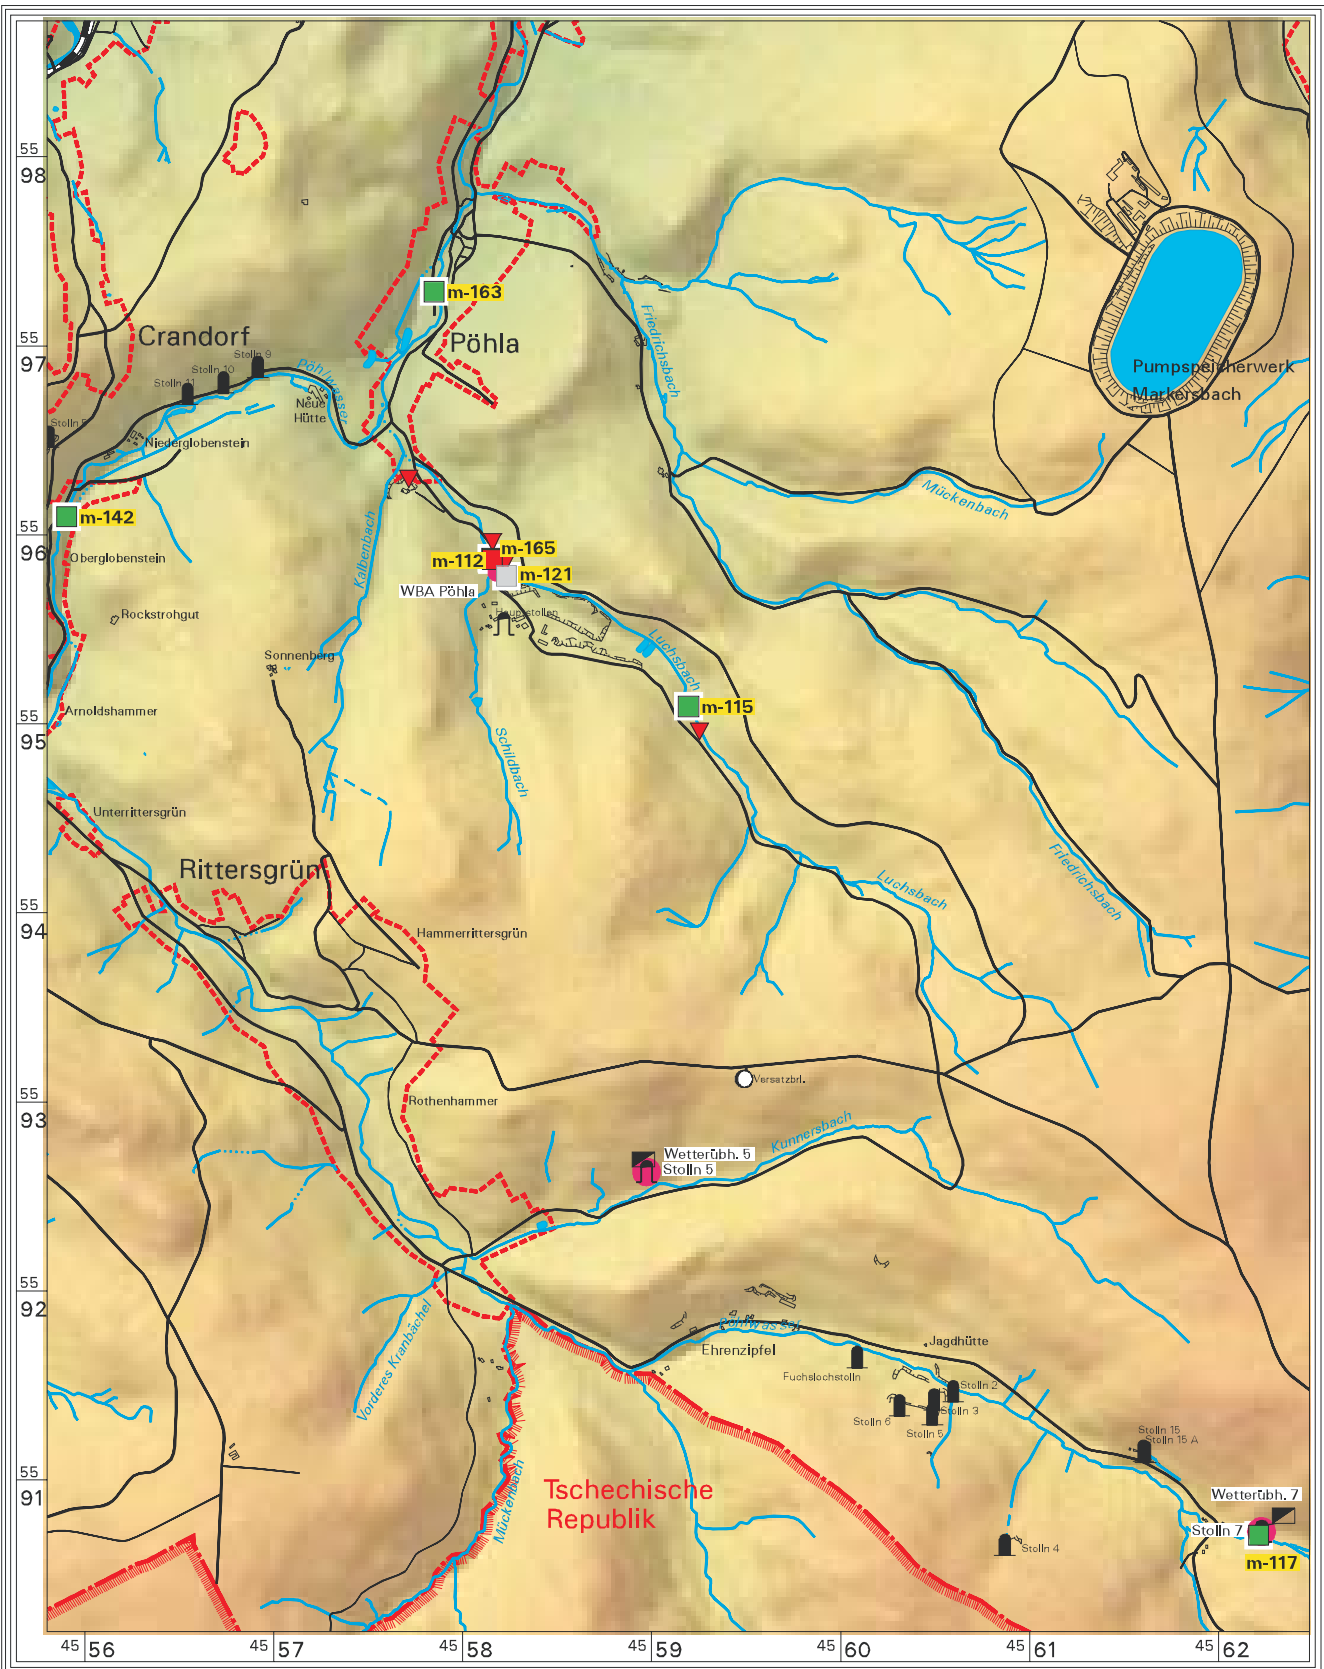 55
98
m-163
Crandorf
Pöhla
55
97
Stolln 9
Stolln 10
Stolln 11
Pöhlwasser
Friedrichsbach
Pumpspeicherwerk
Markersbach
Neue
Hütte
Niederglobenstein
Mückenbach
m-142
55
96
Oberglobenstein
Kalbenbach
m-165
m-112
m-121
WBA Pöhla
Hauptstollen
Rockstrohgut
Luchsbach
Sonnenberg
m-115
Arnoldshammer
55
95
Schildbach
Unterrittersgrün
Rittersgrün
Luchsbach
Friedrichsbach
55
94
Hammerrittersgrün
Versatzbrl.
55
93
Rothenhammer
Kunnersbach
Wetterübh. 5
Stolln 5
55
92
Vorderes Kranbächel
Pöhlwasser
Jagdhütte
Ehrenzipfel
Fuchslochstolln
Stolln 2
Stolln 3
Stolln 6
Stolln 5
Stolln 15
Stolln 15 A
55
91
Tschechische
Republik
Mückenbach
Wetterübh. 7
Stolln 7
Stolln 4
m-117
45 56
45 57
45 58
45 59
45 60
45 61
45 62